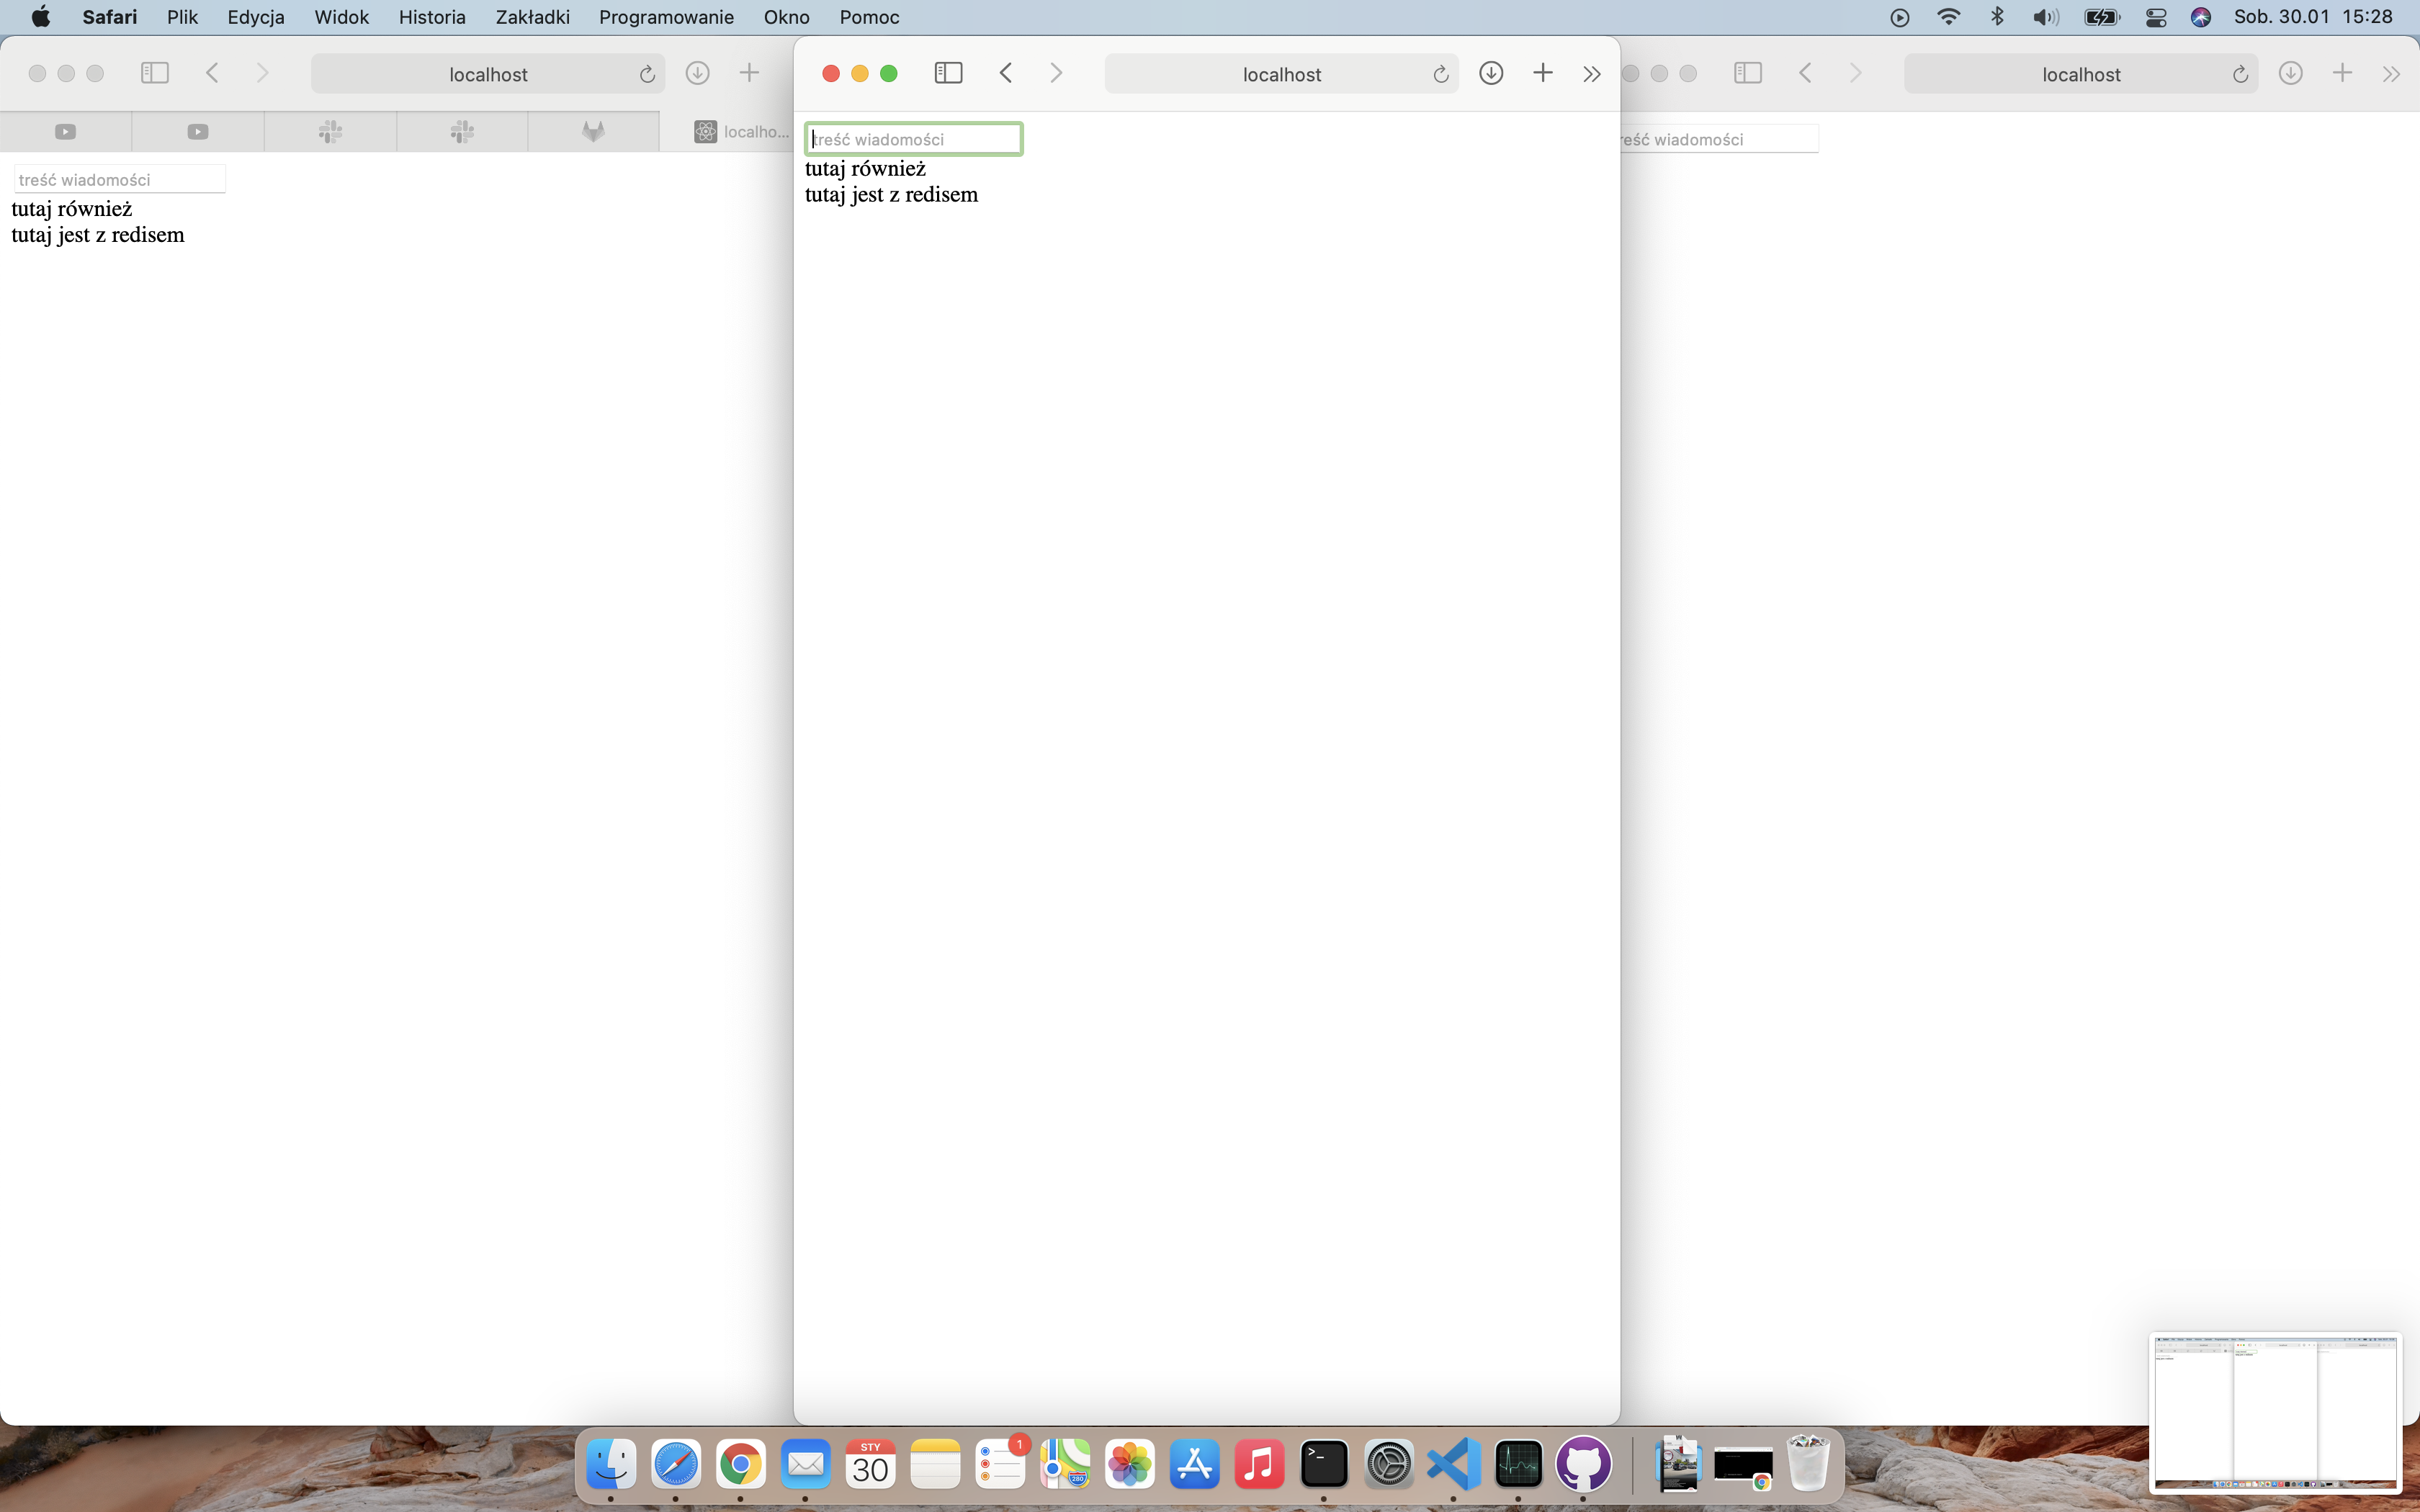 Safari Plik Edycja Widok Historia Zakładki Programowanie Okno Pomoc Sob. 30.01 15:28
localhost
localho...
treść wiadomości
tutaj również
tutaj jest z redisem
localhost
treść wiadomości
tutaj również
tutaj jest z redisem
localhost
reść wiadomości
STY
30
1
280
>_